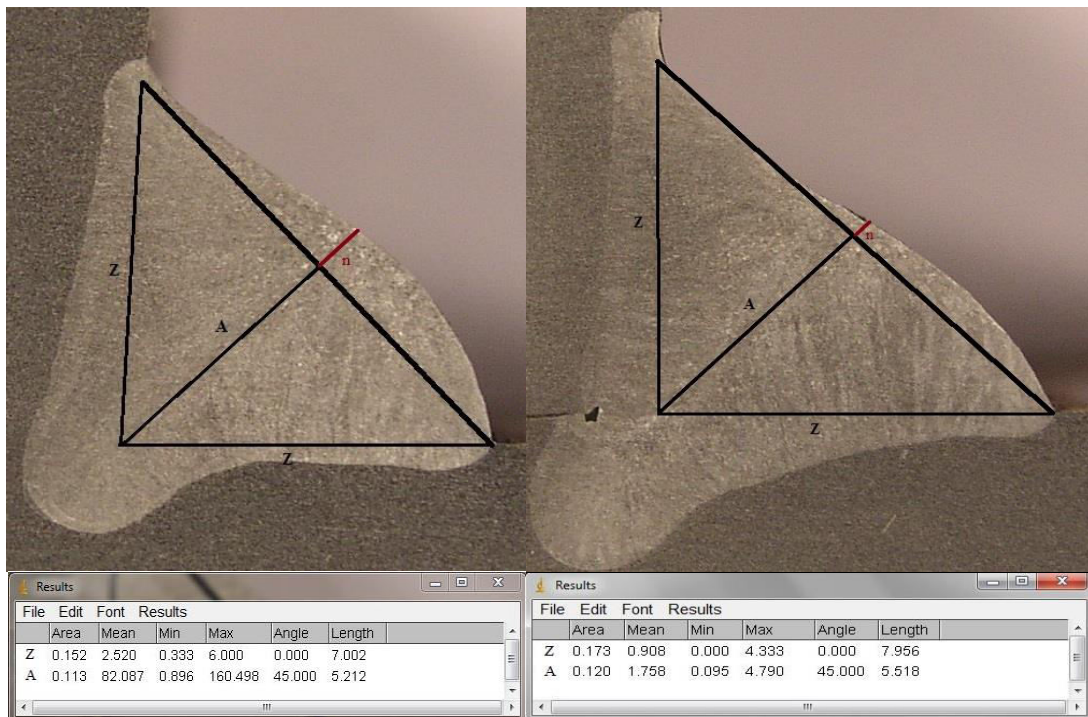 Z
n
A
Z
Z
n
A
Z
Results
File Edit Font Results
Area Mean Min Max Angle Length
Z 0.152 2.520 0.333 6.000 0.000 7.002
A 0.113 82.087 0.896 160.498 45.000 5.212
Results
File Edit Font Results
Area Mean Min Max Angle Length
Z 0.173 0.908 0.000 4.333 0.000 7.956
A 0.120 1.758 0.095 4.790 45.000 5.518